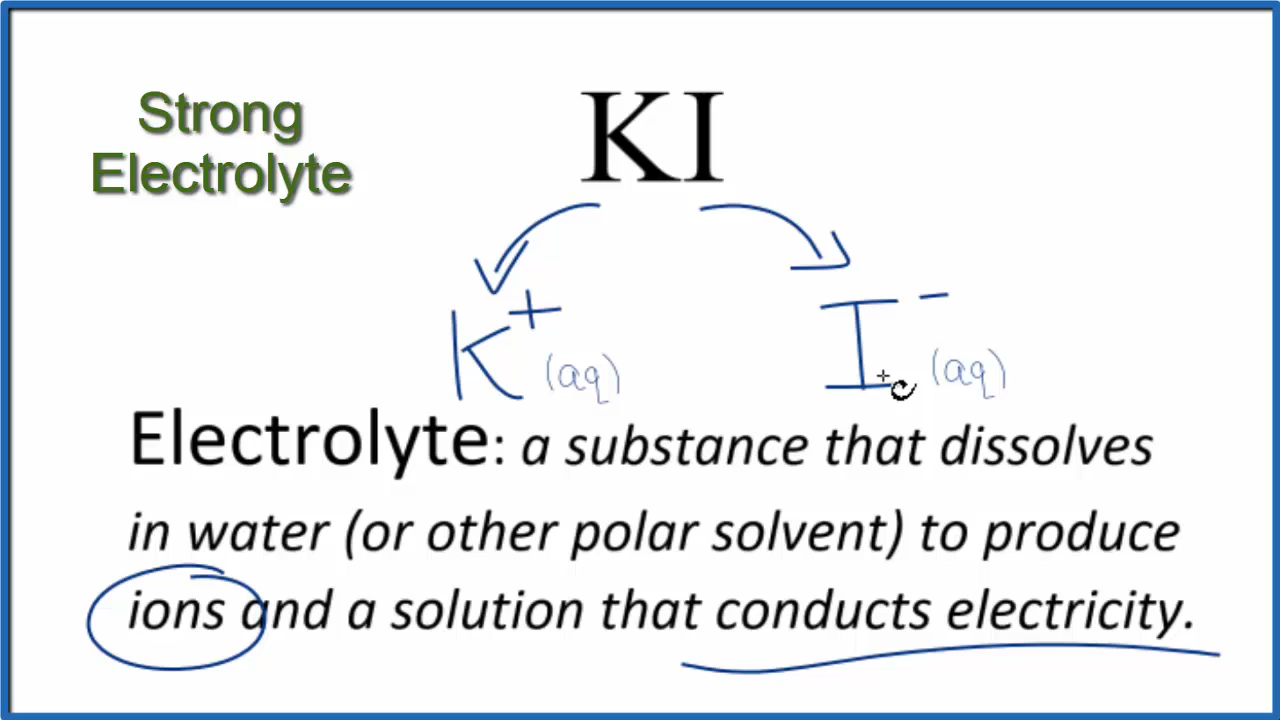 Strong
Electrolyte
KI
K+ (aq) I- (aq)
Electrolyte: a substance that dissolves
in water (or other polar solvent) to produce
ions and a solution that conducts electricity.